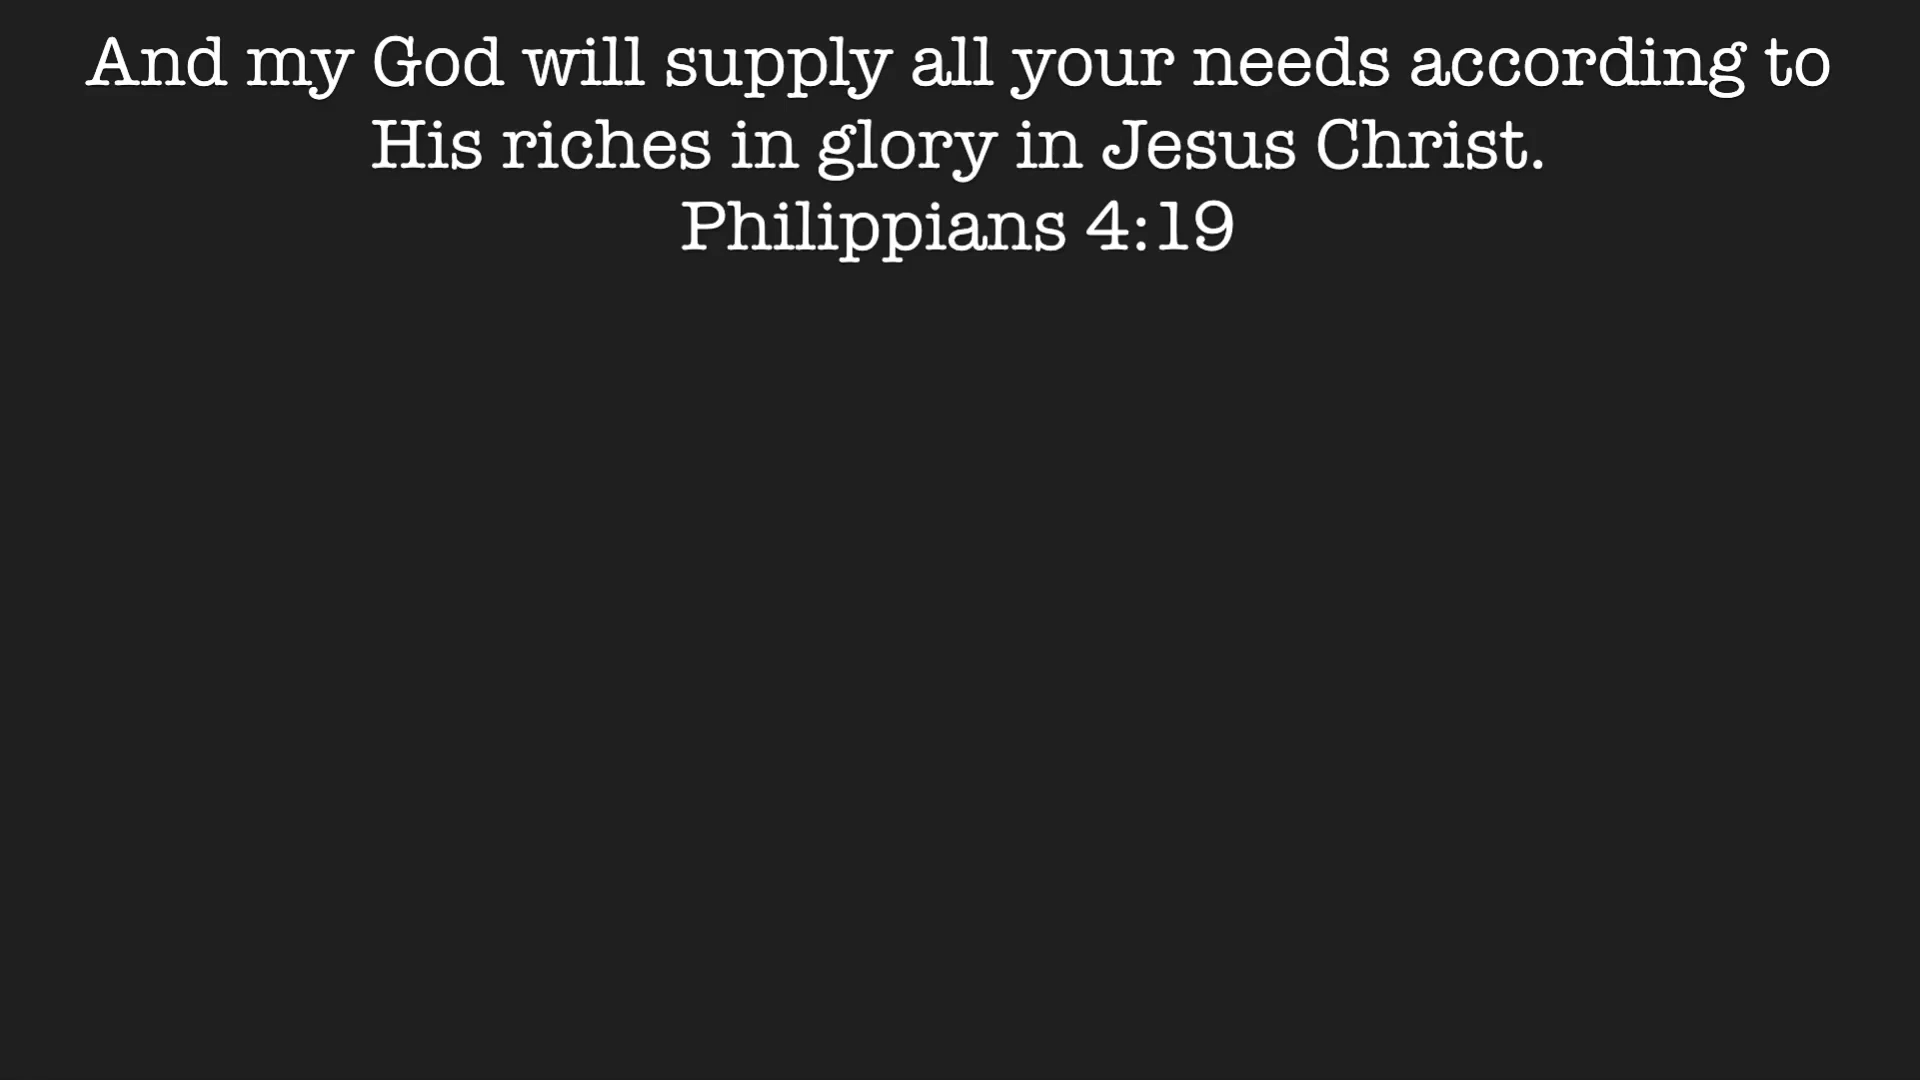 And my God will supply all your needs according to
His riches in glory in Jesus Christ.
Philippians 4:19